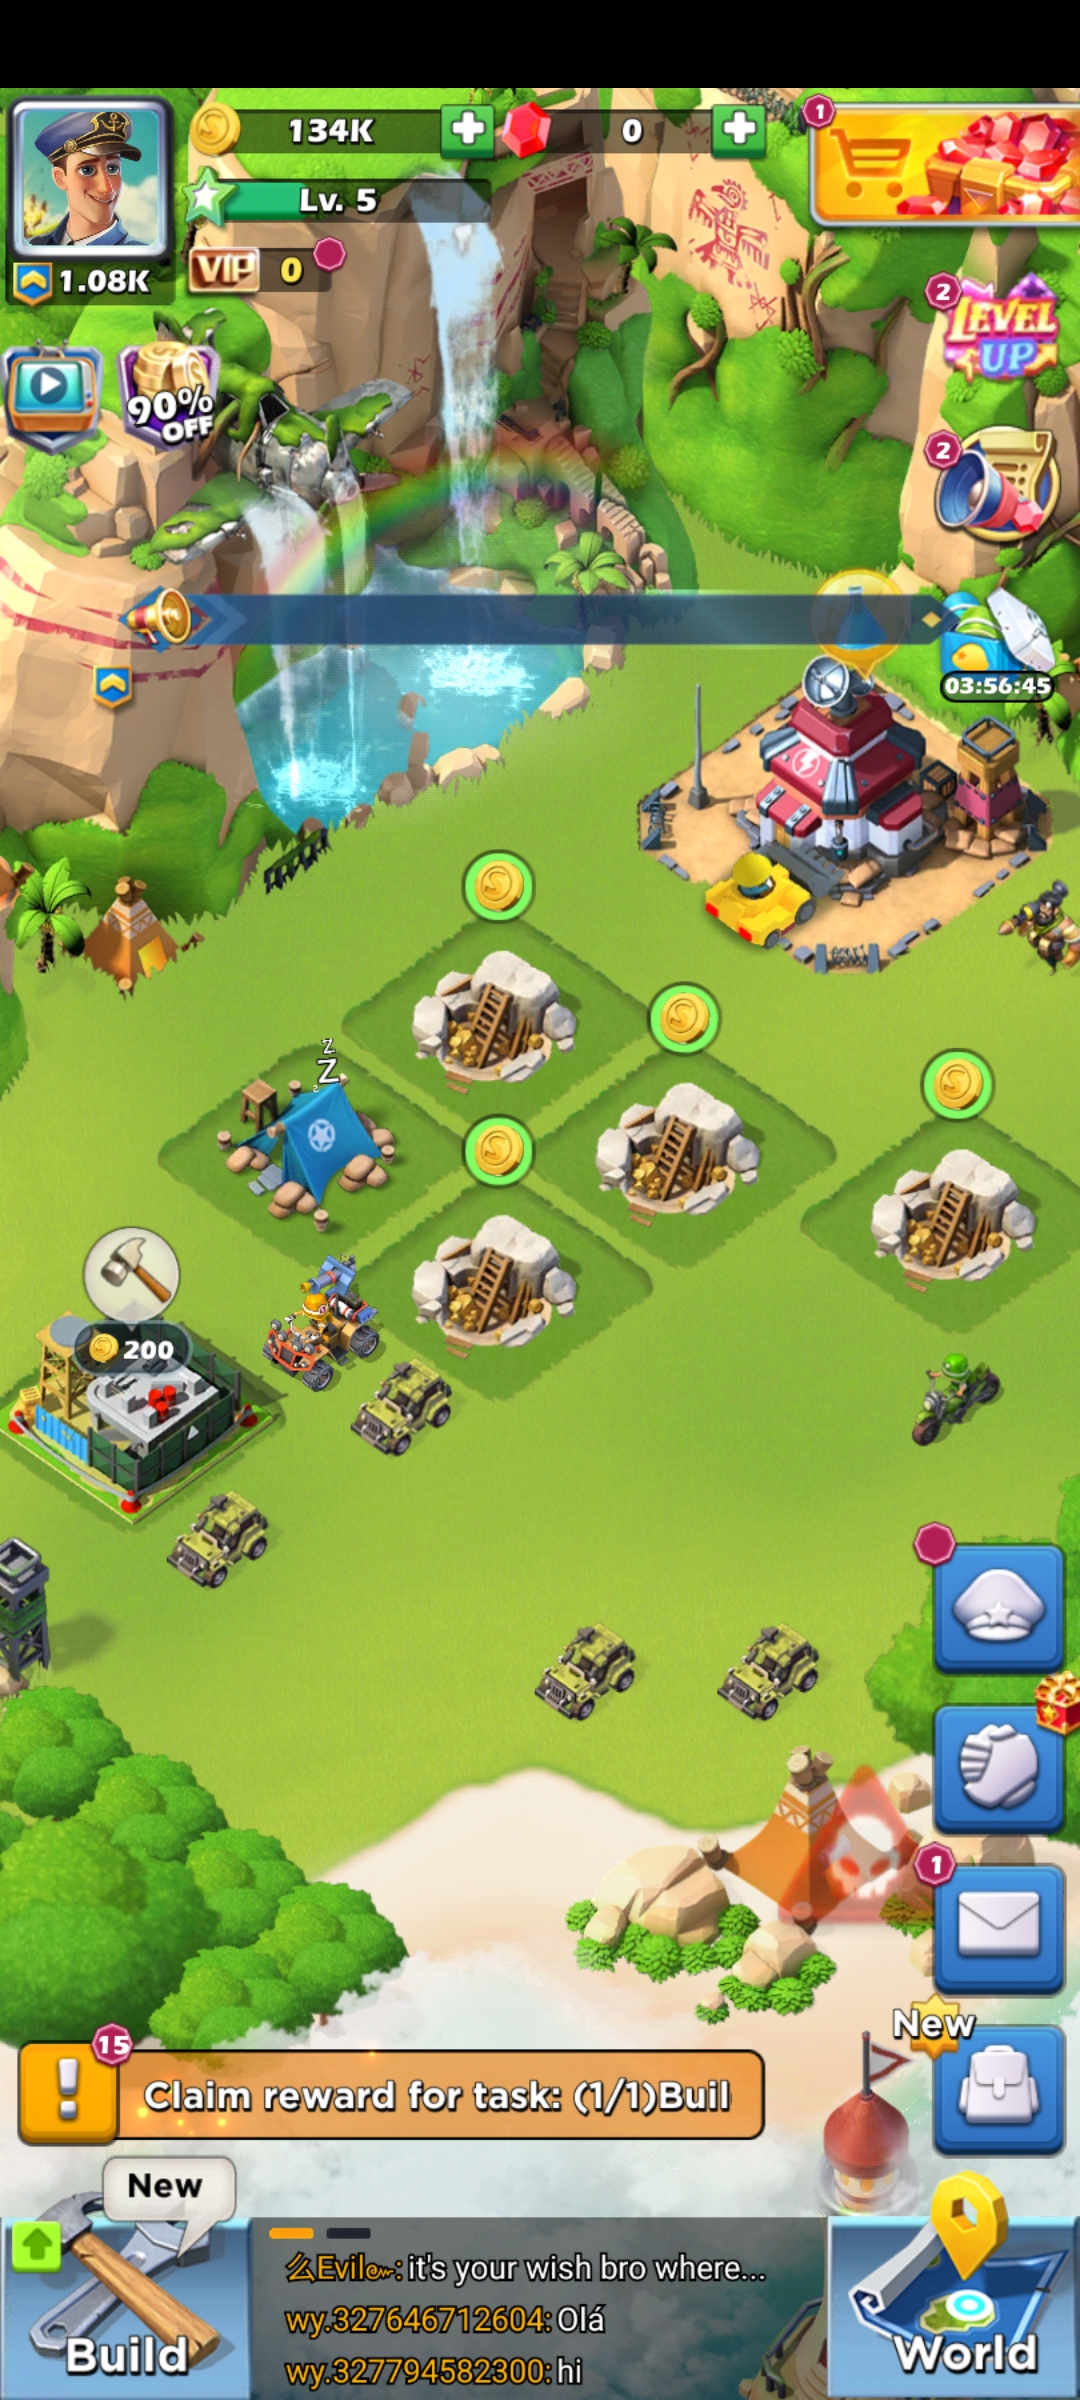 134K
0
1
Lv. 5
1.08K
VIP 0
2
LEVEL
UP
90%
OFF
2
03:56:45
Z
Z
z
200
1
New
15
Claim reward for task: (1/1)Buil
New
么Evil๛: it's your wish bro where...
wy.327646712604: Olá
wy.327794582300: hi
Build
World